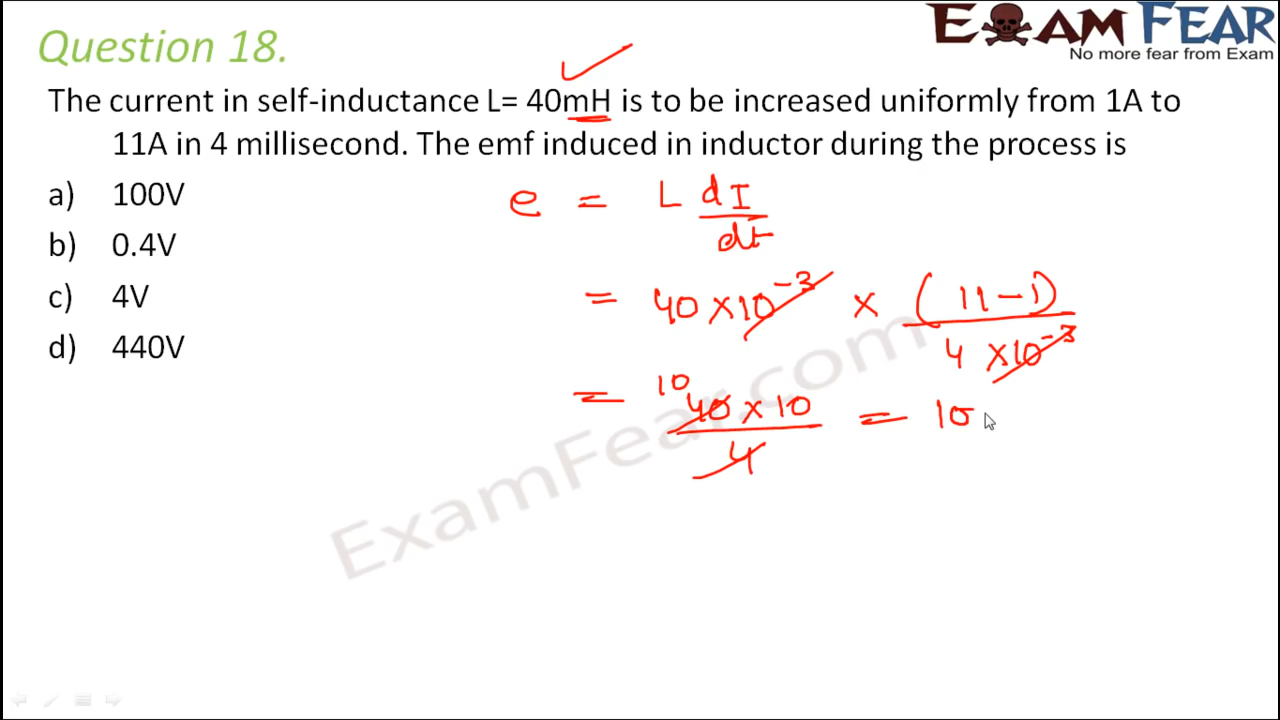 EXAM FEAR
No more fear from Exam
Question 18.
The current in self-inductance L= 40mH is to be increased uniformly from 1A to
11A in 4 millisecond. The emf induced in inductor during the process is
a) 100V
b) 0.4V
c) 4V
d) 440V
e = L dI/dt
= 40 × 10⁻³ × (11 – 1) / 4 × 10⁻³
= 10 40 × 10 / 4 = 10
ExamFear.com